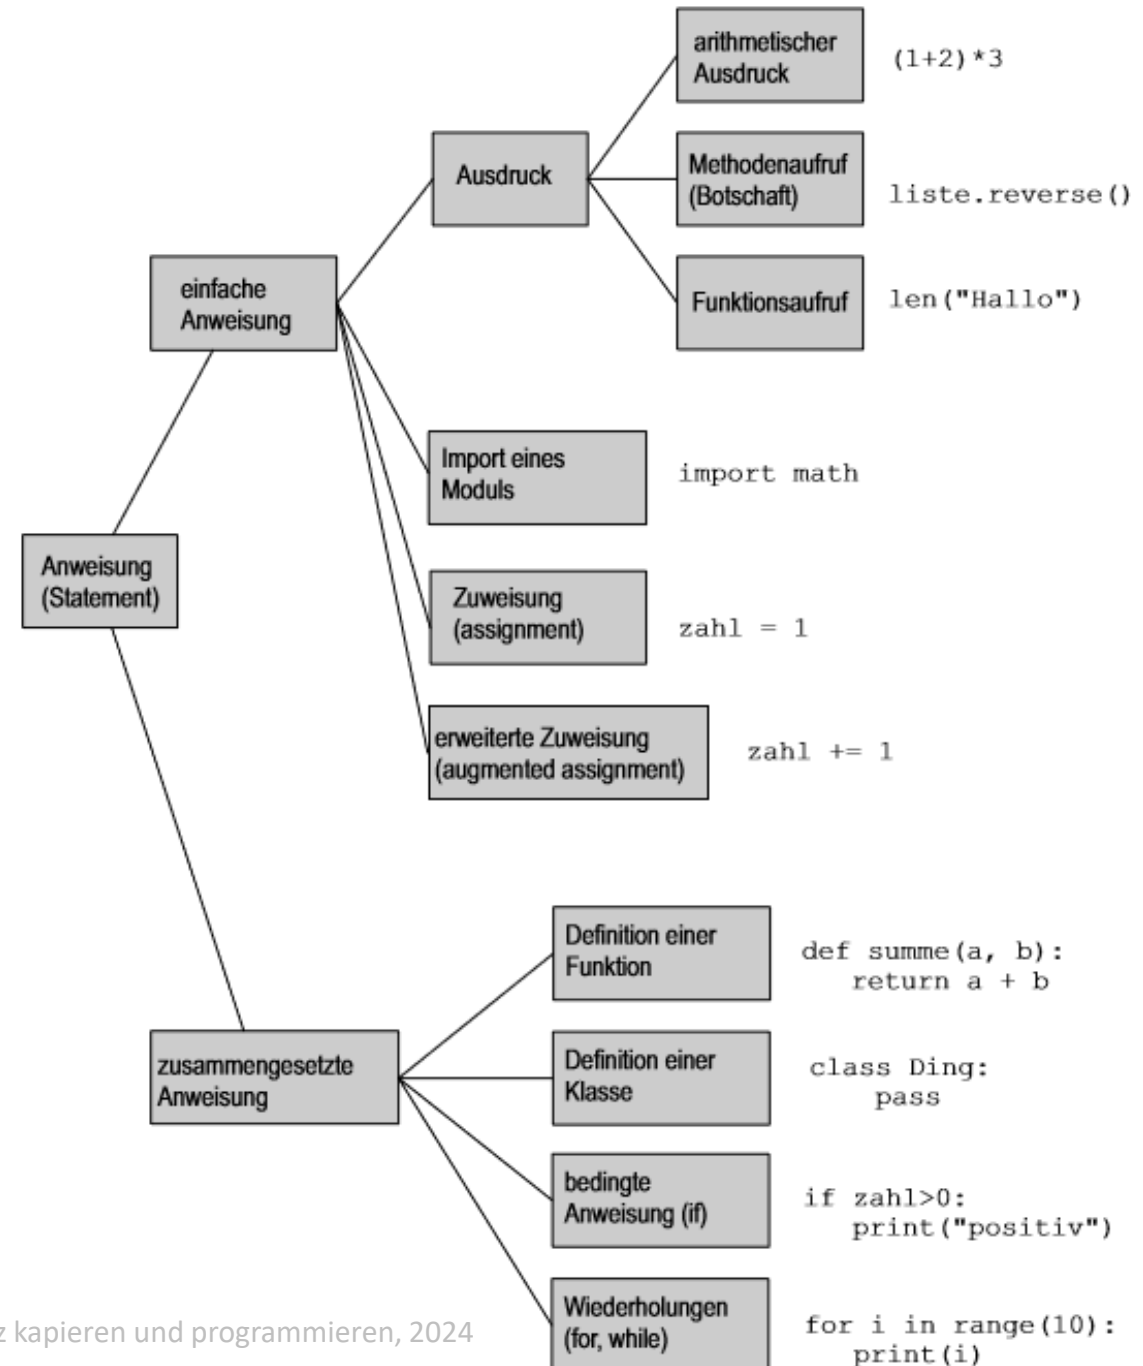 arithmetischer
Ausdruck
(1+2)*3
Ausdruck
Methodenaufruf
(Botschaft)
liste.reverse()
Funktionsaufruf
len("Hallo")
einfache
Anweisung
Import eines
Moduls
import math
Anweisung
(Statement)
Zuweisung
(assignment)
zahl = 1
erweiterte Zuweisung
(augmented assignment)
zahl += 1
Definition einer
Funktion
def summe(a, b):
return a + b
zusammengesetzte
Anweisung
Definition einer
Klasse
class Ding:
pass
bedingte
Anweisung (if)
if zahl>0:
print("positiv")
Wiederholungen
(for, while)
for i in range(10):
print(i)
z kapieren und programmieren, 2024